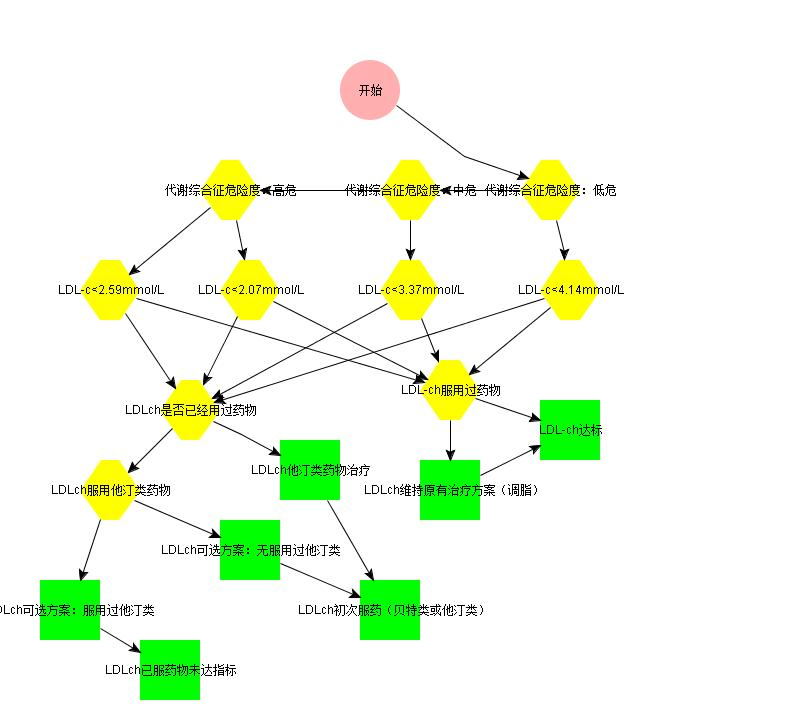 开始
代谢综合征危险度：高危
代谢综合征危险度：中危
代谢综合征危险度：低危
LDL-c<2.59mmol/L
LDL-c<2.07mmol/L
LDL-c<3.37mmol/L
LDL-c<4.14mmol/L
LDL-ch服用过药物
LDLch是否已经用过药物
LDL-ch达标
LDLch他汀类药物治疗
LDLch服用他汀类药物
LDLch维持原有治疗方案（调脂）
LDLch可选方案：无服用过他汀类
LDLch可选方案：服用过他汀类
LDLch初次服药（贝特类或他汀类）
LDLch已服药物未达指标